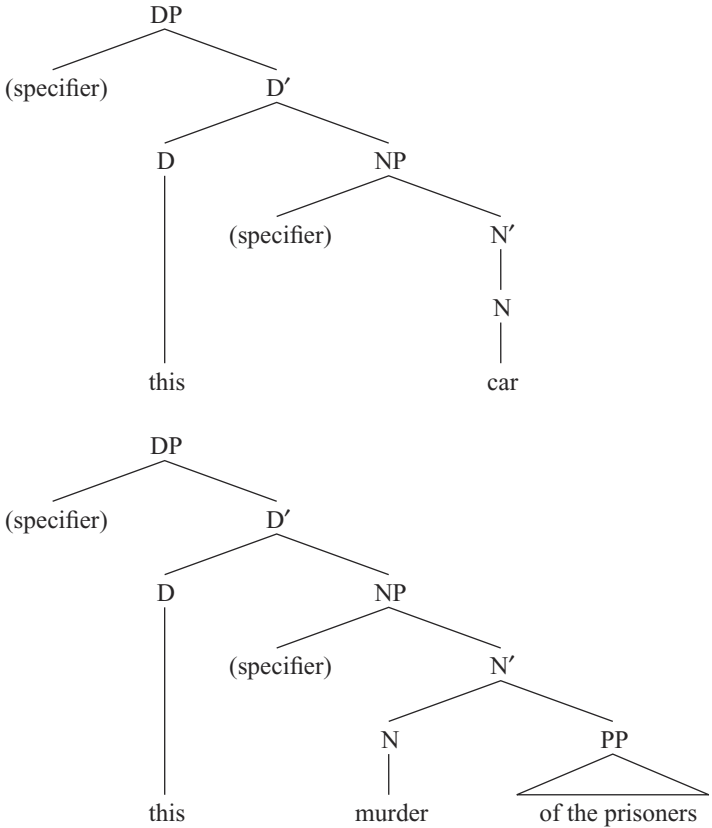 DP
(specifier) D′
D NP
(specifier) N′
N
this car
DP
(specifier) D′
D NP
(specifier) N′
N PP
this murder of the prisoners